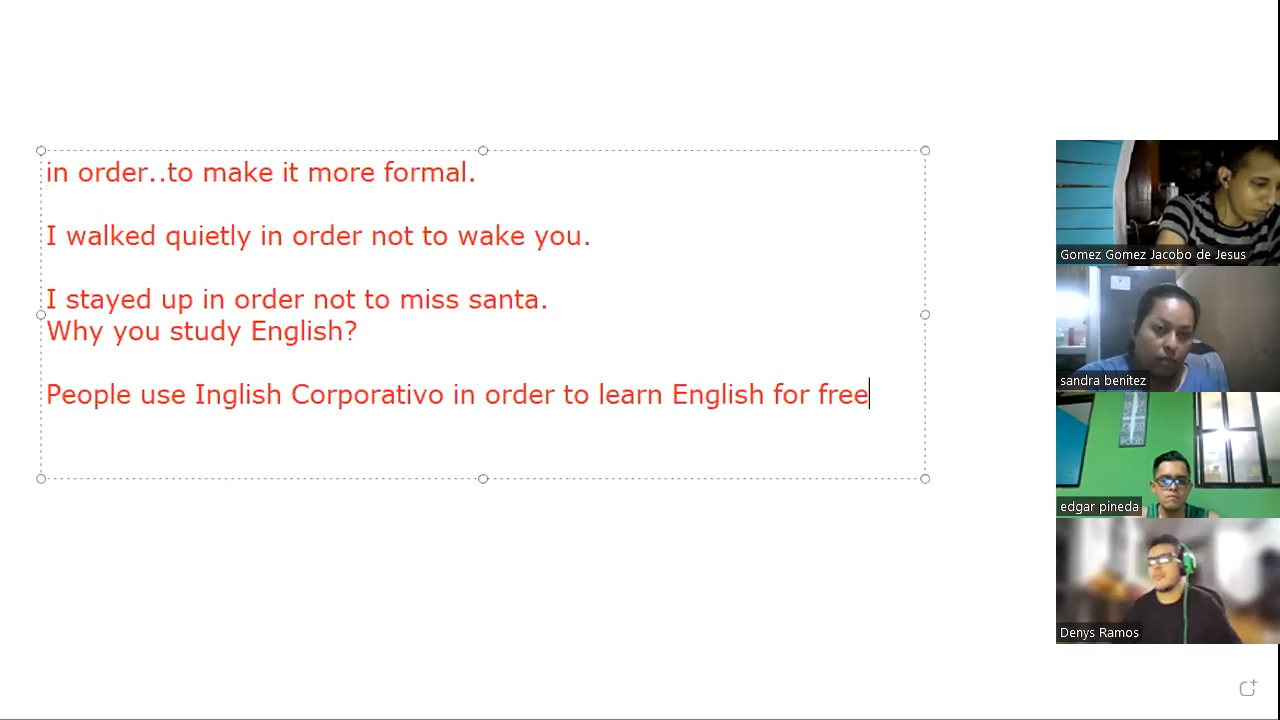 in order..to make it more formal.
I walked quietly in order not to wake you.
I stayed up in order not to miss santa.
Why you study English?
People use Inglish Corporativo in order to learn English for free
Gomez Gomez Jacobo de Jesus
sandra benitez
edgar pineda
Denys Ramos